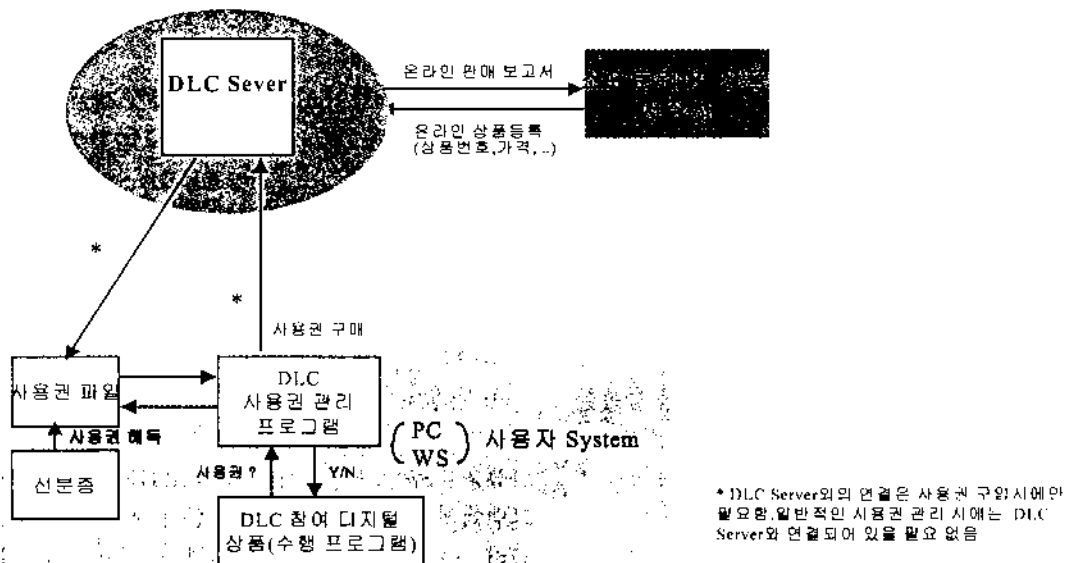 DLC Sever
온라인 판매 보고서
온라인 상품등록
(상품번호,가격,..)
*
*
사용권 구매
사용권 파일
DLC
사용권 관리
프로그램
(PC WS) 사용자 System
사용권 해독
선분증
사용권 ?
Y/N
DLC 참여 디지털
상품(수행 프로그램)
* DLC Server와의 연결은 사용권 구입시에만
필요함,일반적인 사용권 관리 시에는 DLC
Server와 연결되어 있을 필요 없음